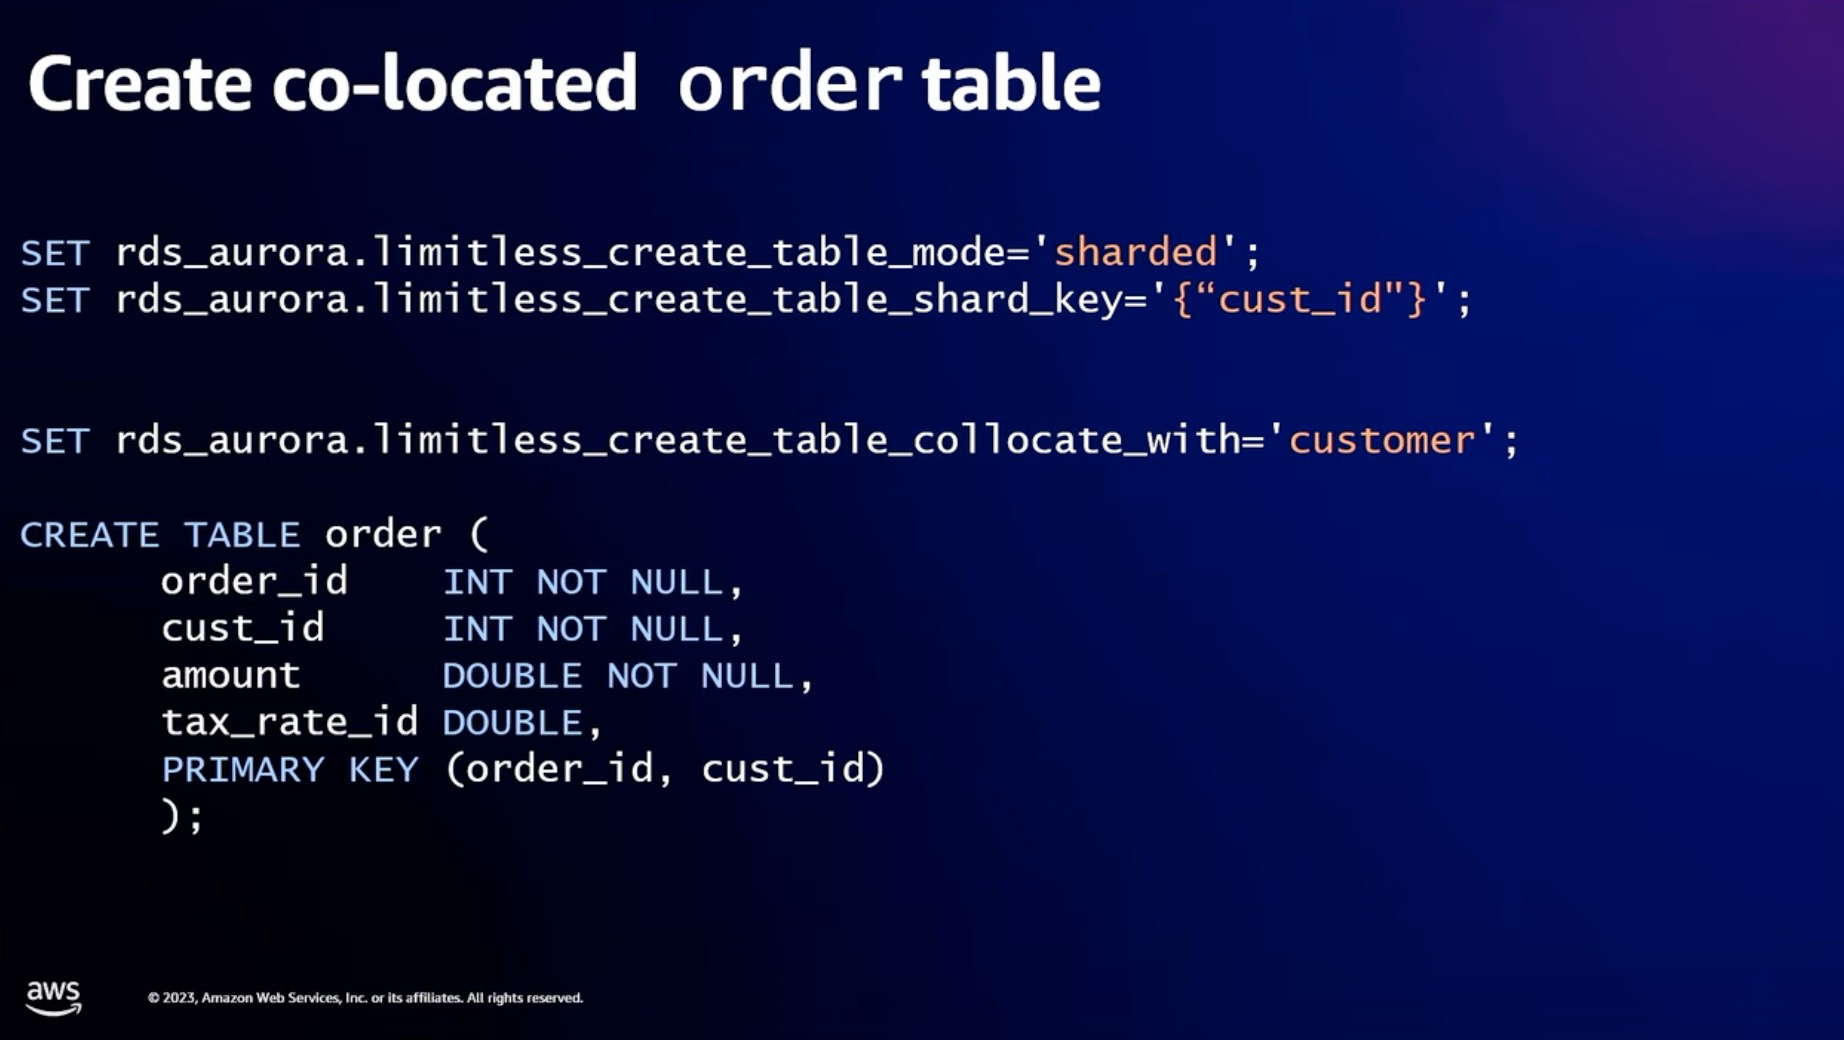 Create co-located order table
SET rds_aurora.limitless_create_table_mode='sharded';
SET rds_aurora.limitless_create_table_shard_key='{“cust_id"}';
SET rds_aurora.limitless_create_table_collocate_with='customer';
CREATE TABLE order (
order_id INT NOT NULL,
cust_id INT NOT NULL,
amount DOUBLE NOT NULL,
tax_rate_id DOUBLE,
PRIMARY KEY (order_id, cust_id)
);
aws
© 2023, Amazon Web Services, Inc. or its affiliates. All rights reserved.